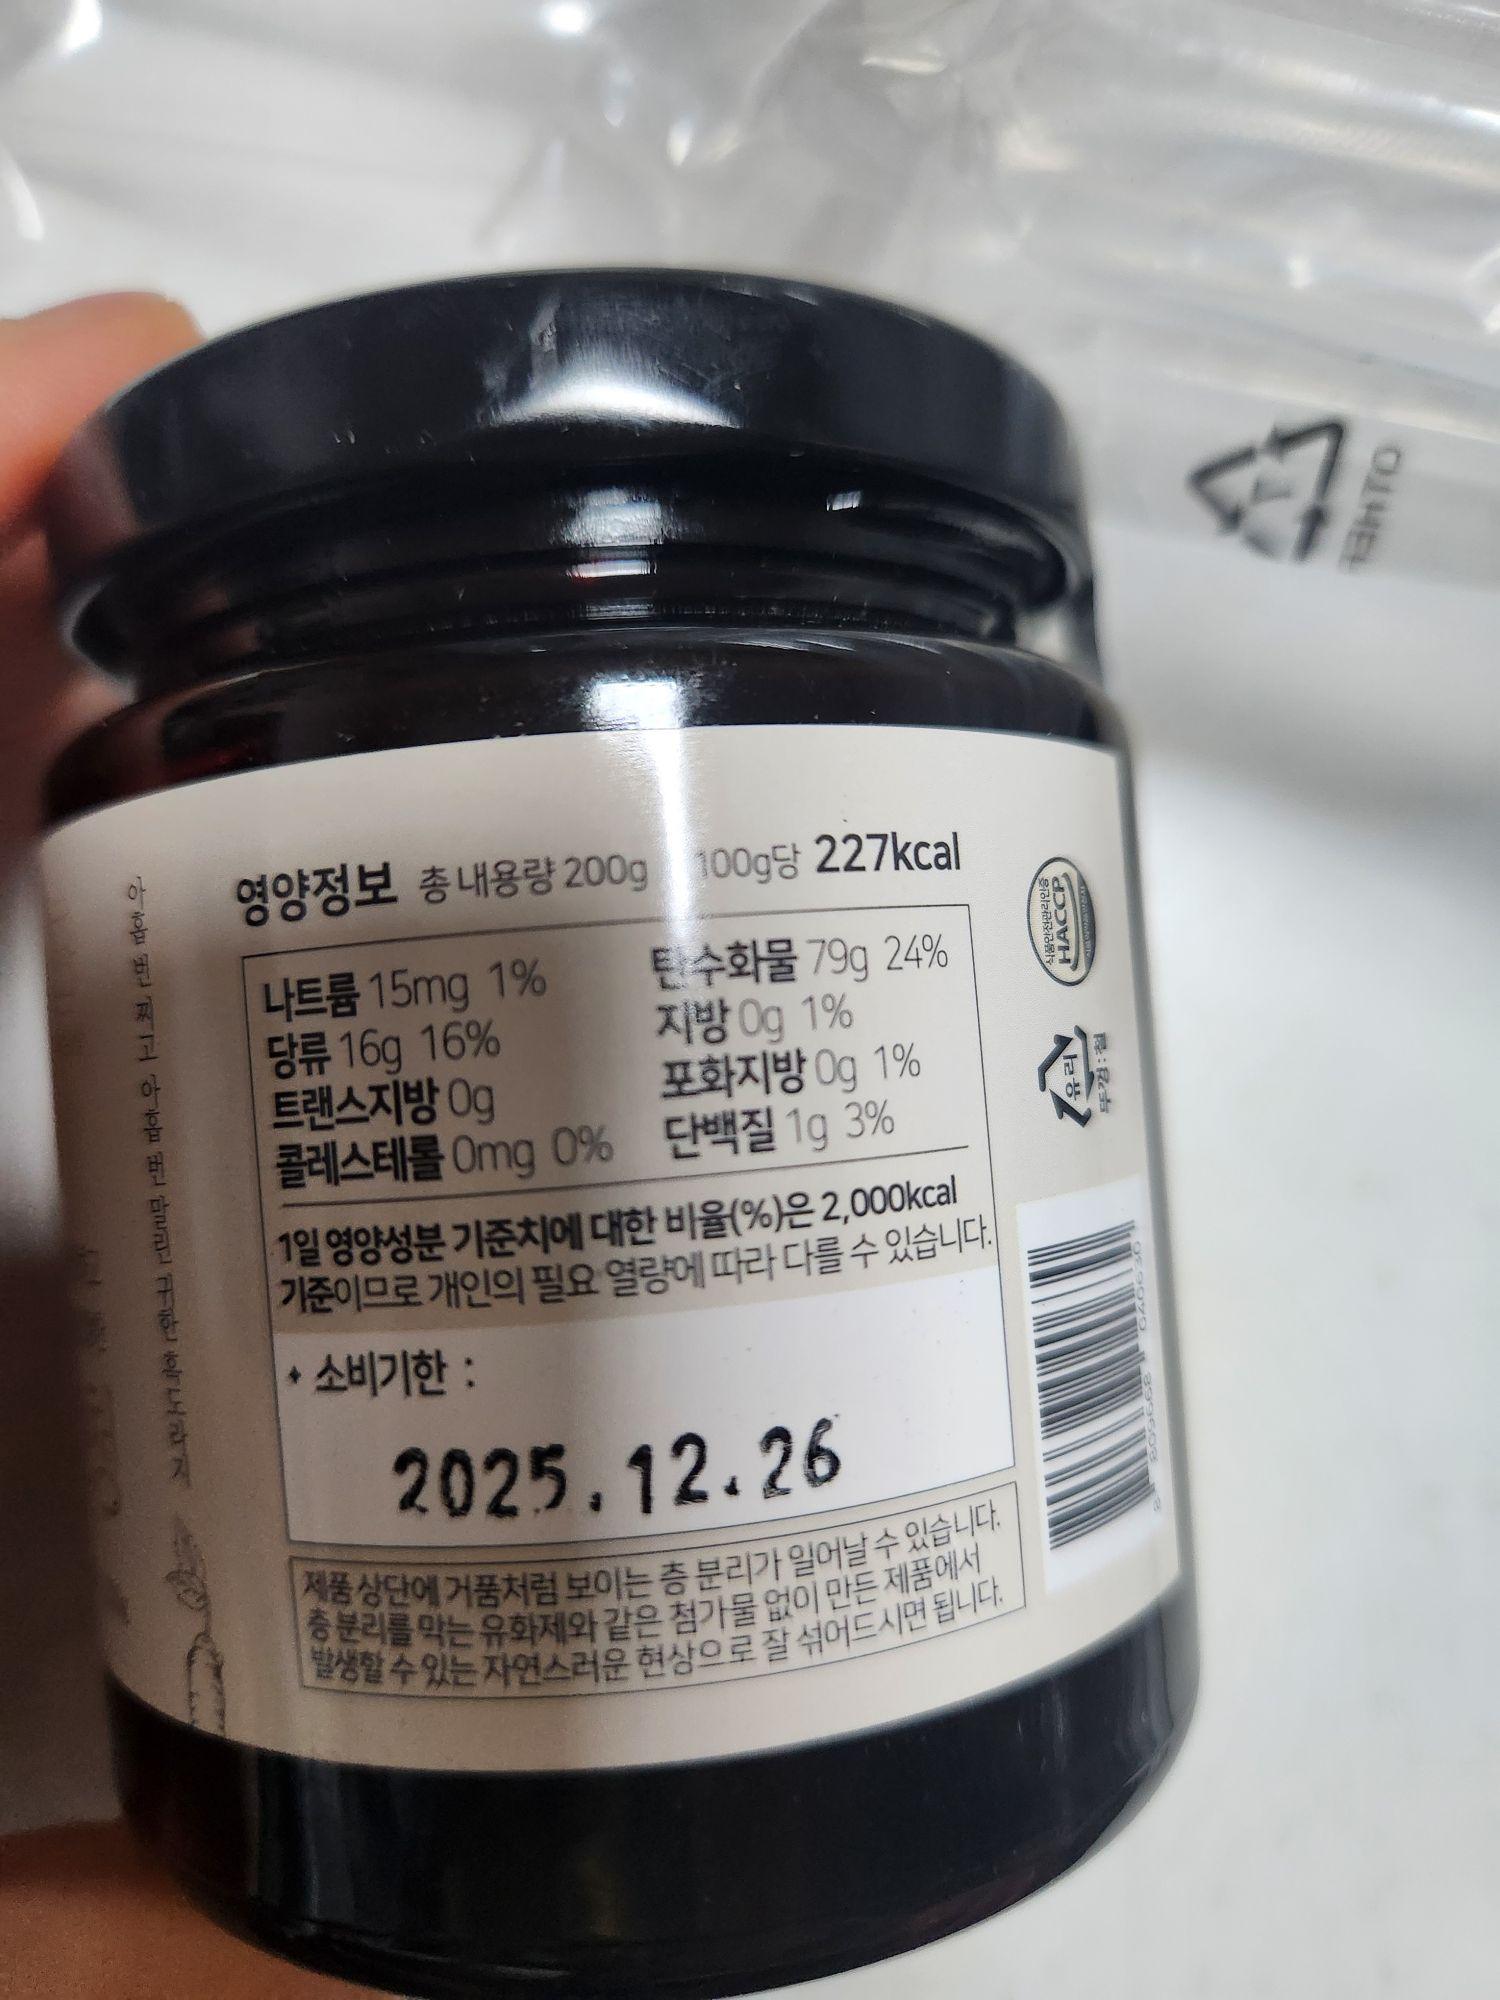 영양정보 총 내용량 200g 100g당 227kcal
나트륨 15mg 1% 탄수화물 79g 24%
당류 16g 16% 지방 0g 1%
트랜스지방 0g 포화지방 0g 1%
콜레스테롤 0mg 0% 단백질 1g 3%
1일 영양성분 기준치에 대한 비율(%)은 2,000kcal
기준이므로 개인의 필요 열량에 따라 다를 수 있습니다.
소비기한 :
2025.12.26
제품 상단에 거품처럼 보이는 층 분리가 일어날 수 있습니다.
층 분리를 막는 유화제와 같은 첨가물 없이 만든 제품에서
발생할 수 있는 자연스러운 현상으로 잘 섞어드시면 됩니다.
아홉 번 찌고 아홉 번 말린 귀한 흑도라지
HACCP
유리
뚜껑:철
OTHER